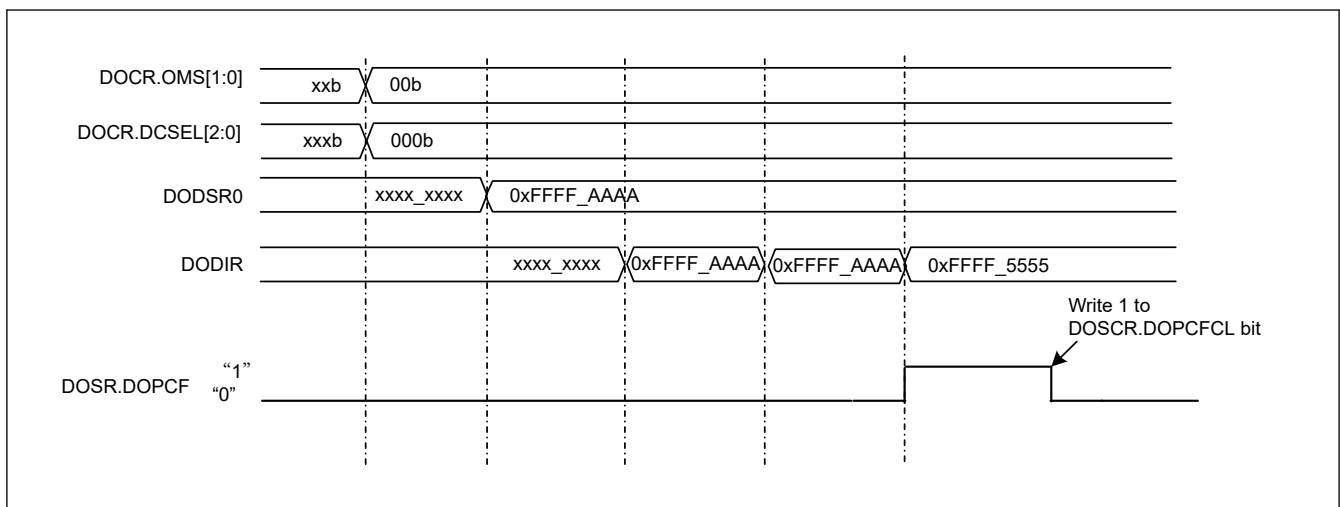 DOCR.OMS[1:0] xxb 00b
DOCR.DCSEL[2:0] xxxb 000b
DODSR0 xxxx_xxxx 0xFFFF_AAAA
DODIR xxxx_xxxx 0xFFFF_AAAA 0xFFFF_AAAA 0xFFFF_5555
Write 1 to
DOSCR.DOPCFCL bit
“1”
DOSR.DOPCF “0”